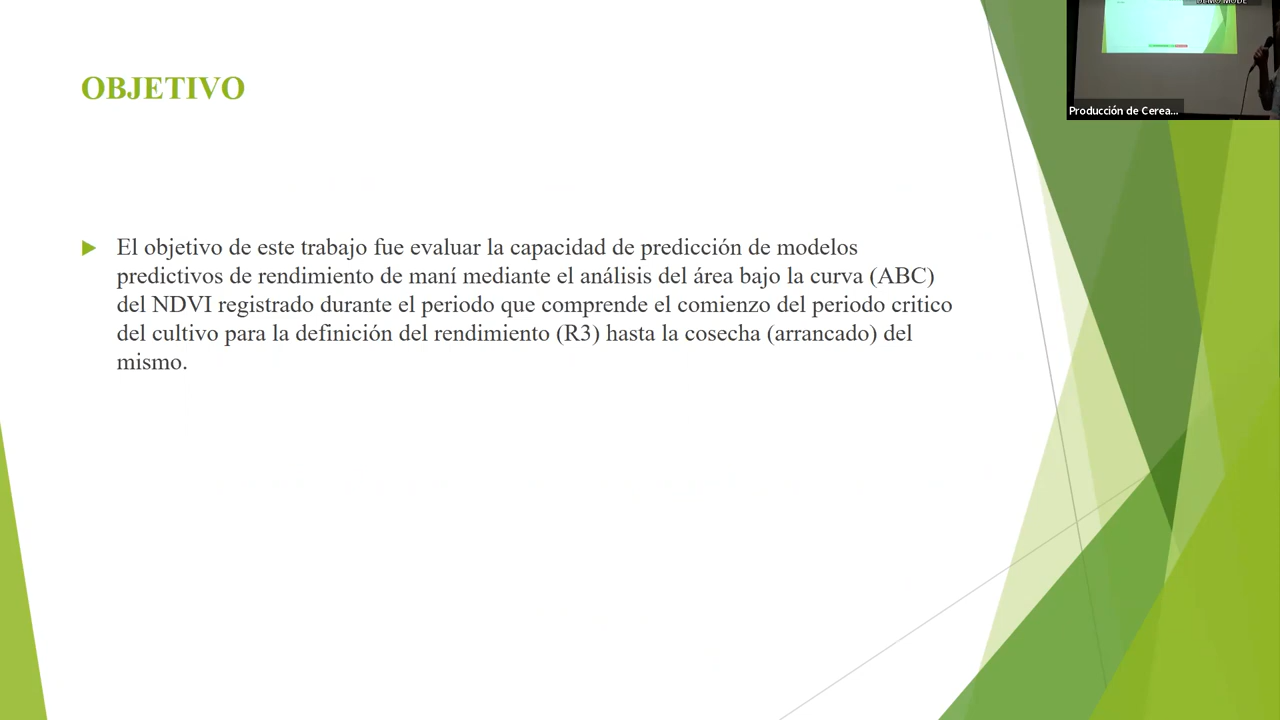 OBJETIVO
El objetivo de este trabajo fue evaluar la capacidad de predicción de modelos
predictivos de rendimiento de maní mediante el análisis del área bajo la curva (ABC)
del NDVI registrado durante el periodo que comprende el comienzo del periodo critico
del cultivo para la definición del rendimiento (R3) hasta la cosecha (arrancado) del
mismo.
DEMO MODE
Producción de Cerea...